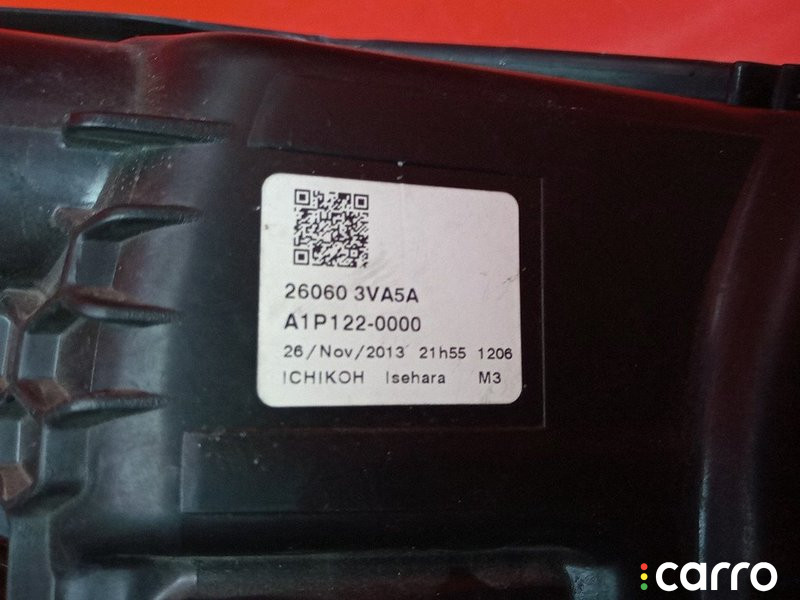 26060 3VA5A
A1P122-0000
26/Nov/2013 21h55 1206
ICHIKOH Isehara M3
carro